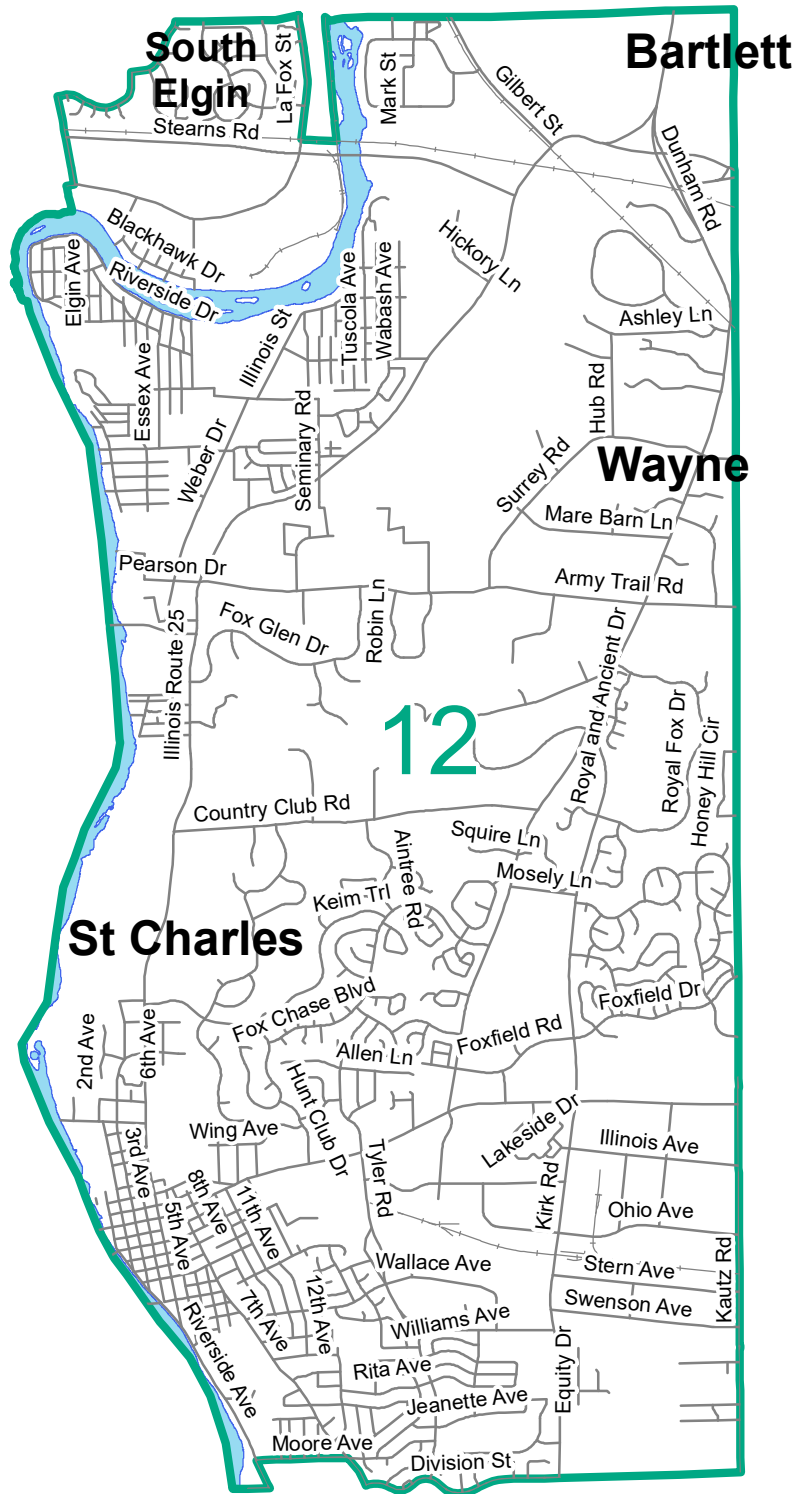 South
Elgin
La Fox St
Mark St
Bartlett
Gilbert St
Stearns Rd
Dunham Rd
Blackhawk Dr
Hickory Ln
Elgin Ave
Riverside Dr
Tuscola Ave
Wabash Ave
Illinois St
Ashley Ln
Essex Ave
Hub Rd
Seminary Rd
Weber Dr
Surrey Rd
Wayne
Mare Barn Ln
Pearson Dr
Army Trail Rd
Robin Ln
Fox Glen Dr
Illinois Route 25
Royal and Ancient Dr
Royal Fox Dr
Honey Hill Cir
12
Country Club Rd
Squire Ln
Aintree Rd
Mosely Ln
Keim Trl
St Charles
Fox Chase Blvd
Foxfield Dr
2nd Ave
6th Ave
Foxfield Rd
Allen Ln
Hunt Club Dr
Lakeside Dr
Wing Ave
Illinois Ave
3rd Ave
Tyler Rd
Kirk Rd
8th Ave
11th Ave
5th Ave
Ohio Ave
Wallace Ave
Stern Ave
Kautz Rd
12th Ave
7th Ave
Swenson Ave
Riverside Ave
Williams Ave
Equity Dr
Rita Ave
Jeanette Ave
Moore Ave
Division St